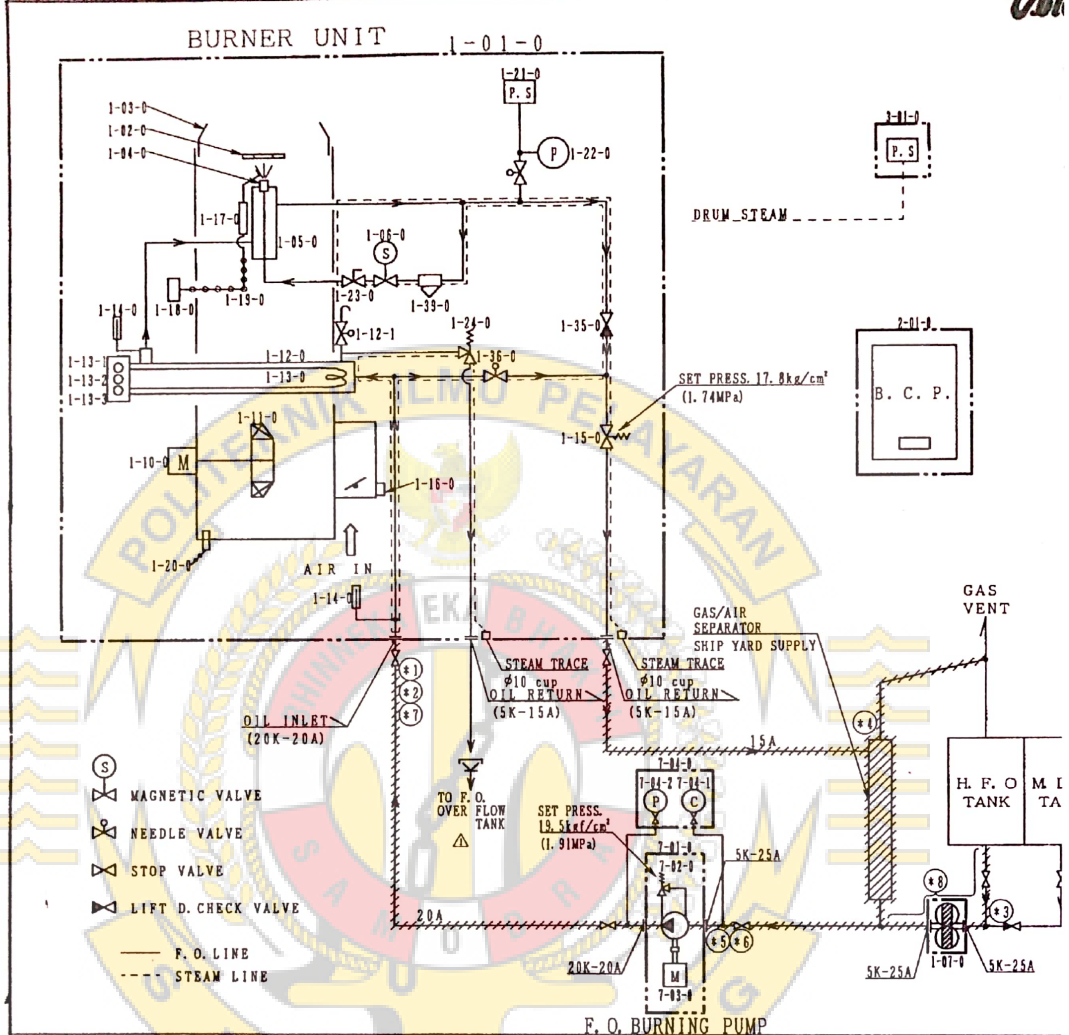 BURNER UNIT 1-01-0
1-21-0
P. S
1-22-0
P
1-03-0
1-02-0
1-04-0
1-17-0
1-05-0
1-06-0
S
1-18-0
1-19-0
1-23-0
1-39-0
1-14-0
1-12-1
1-24-0
1-35-0
1-13-1
1-13-2
1-13-3
1-12-0
1-13-0
1-36-0
1-15-0
SET PRESS. 17.8kg/cm²
(1.74MPa)
1-11-0
1-10-0
M
1-16-0
1-20-0
AIR IN
1-14-0
3-01-0
P. S
DRUM STEAM
2-01-0
B. C. P.
POLITEKNIK ILMU PELAYARAN
BHINNEKA EKA BHAKTI
SAMODRA
G
GAS
VENT
GAS/AIR
SEPARATOR
SHIP YARD SUPPLY
STEAM TRACE
φ10 cup
OIL RETURN
(5K-15A)
STEAM TRACE
φ10 cup
OIL RETURN
(5K-15A)
*1
*2
*7
OIL INLET
(20K-20A)
*4
15A
H. F. O
TANK
M. D
TA
7-04-0
7-04-2
7-04-1
P
C
TO F. O.
OVER FLOW
TANK
1
SET PRESS.
19.5kgf/cm²
(1.91MPa)
7-01-0
7-02-0
5K-25A
*8
*3
20A
20K-20A
*5
*6
M
7-03-0
5K-25A
1-07-0
5K-25A
F. O. BURNING PUMP
S
MAGNETIC VALVE
NEEDLE VALVE
STOP VALVE
LIFT D. CHECK VALVE
F. O. LINE
STEAM LINE